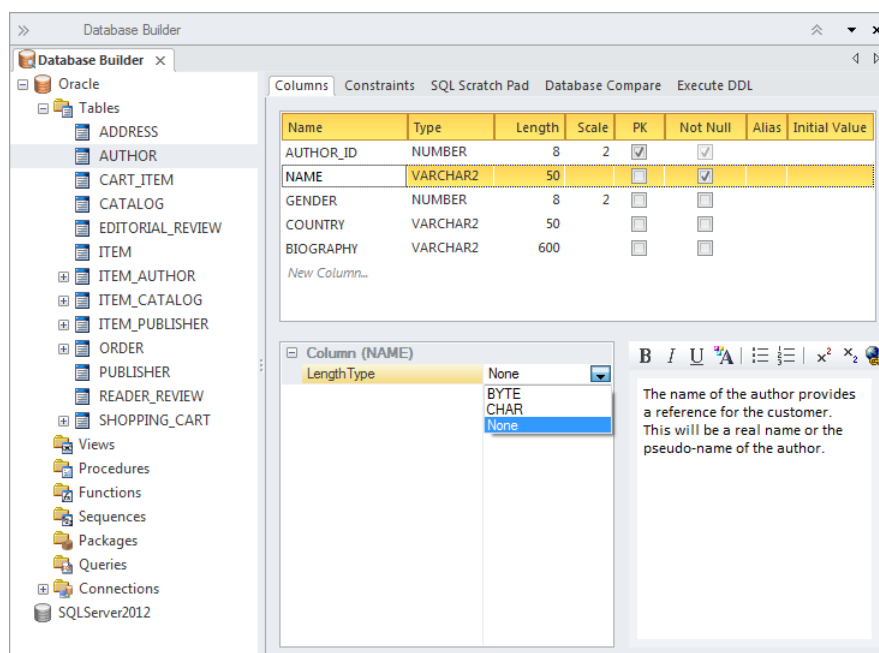 Database Builder
Database Builder
Oracle
Tables
ADDRESS
AUTHOR
CART_ITEM
CATALOG
EDITORIAL_REVIEW
ITEM
ITEM_AUTHOR
ITEM_CATALOG
ITEM_PUBLISHER
ORDER
PUBLISHER
READER_REVIEW
SHOPPING_CART
Views
Procedures
Functions
Sequences
Packages
Queries
Connections
SQLServer2012
Columns Constraints SQL Scratch Pad Database Compare Execute DDL
Name Type Length Scale PK Not Null Alias Initial Value
AUTHOR_ID NUMBER 8 2
NAME VARCHAR2 50
GENDER NUMBER 8 2
COUNTRY VARCHAR2 50
BIOGRAPHY VARCHAR2 600
New Column...
Column (NAME)
LengthType None
BYTE
CHAR
None
B I U A x² x₂
The name of the author provides
a reference for the customer.
This will be a real name or the
pseudo-name of the author.